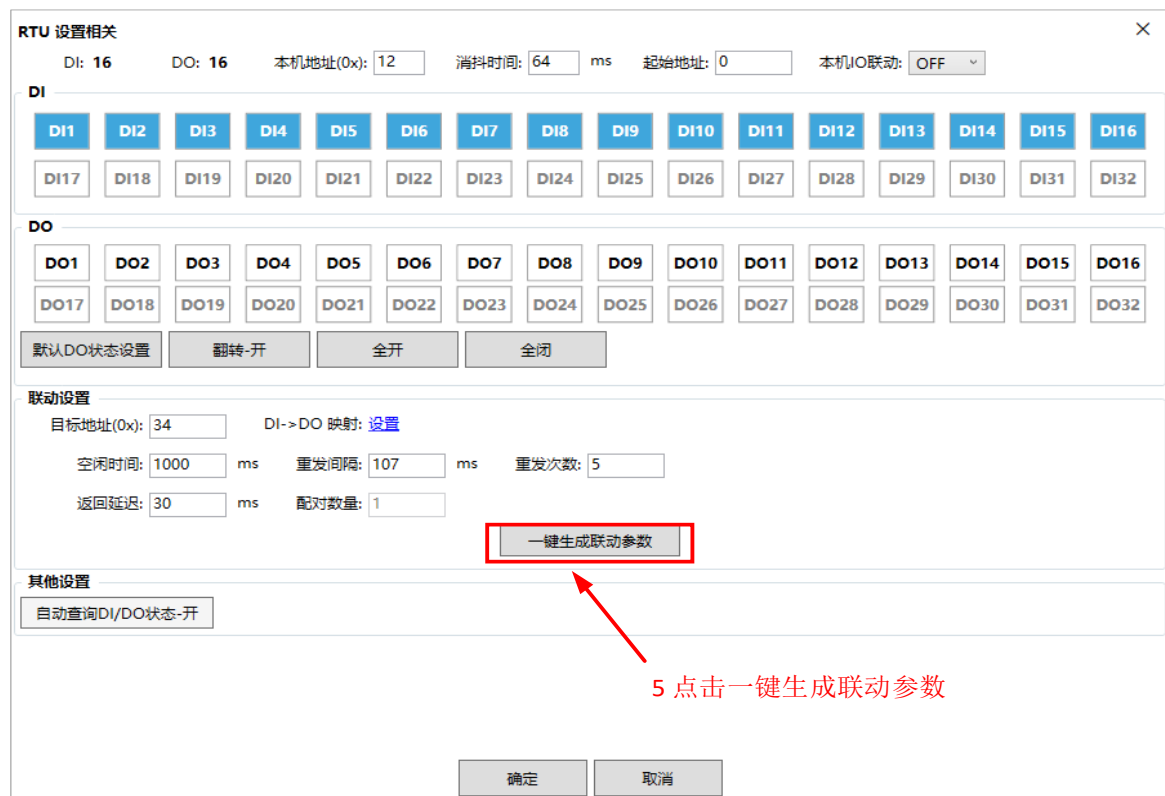 RTU 设置相关
DI: 16 DO: 16 本机地址(0x): 12 消抖时间: 64 ms 起始地址: 0 本机IO联动: OFF
DI
DI1 DI2 DI3 DI4 DI5 DI6 DI7 DI8 DI9 DI10 DI11 DI12 DI13 DI14 DI15 DI16
DI17 DI18 DI19 DI20 DI21 DI22 DI23 DI24 DI25 DI26 DI27 DI28 DI29 DI30 DI31 DI32
DO
DO1 DO2 DO3 DO4 DO5 DO6 DO7 DO8 DO9 DO10 DO11 DO12 DO13 DO14 DO15 DO16
DO17 DO18 DO19 DO20 DO21 DO22 DO23 DO24 DO25 DO26 DO27 DO28 DO29 DO30 DO31 DO32
默认DO状态设置 翻转-开 全开 全闭
联动设置
目标地址(0x): 34 DI->DO 映射: 设置
空闲时间: 1000 ms 重发间隔: 107 ms 重发次数: 5
返回延迟: 30 ms 配对数量: 1
一键生成联动参数
其他设置
自动查询DI/DO状态-开
5 点击一键生成联动参数
确定 取消